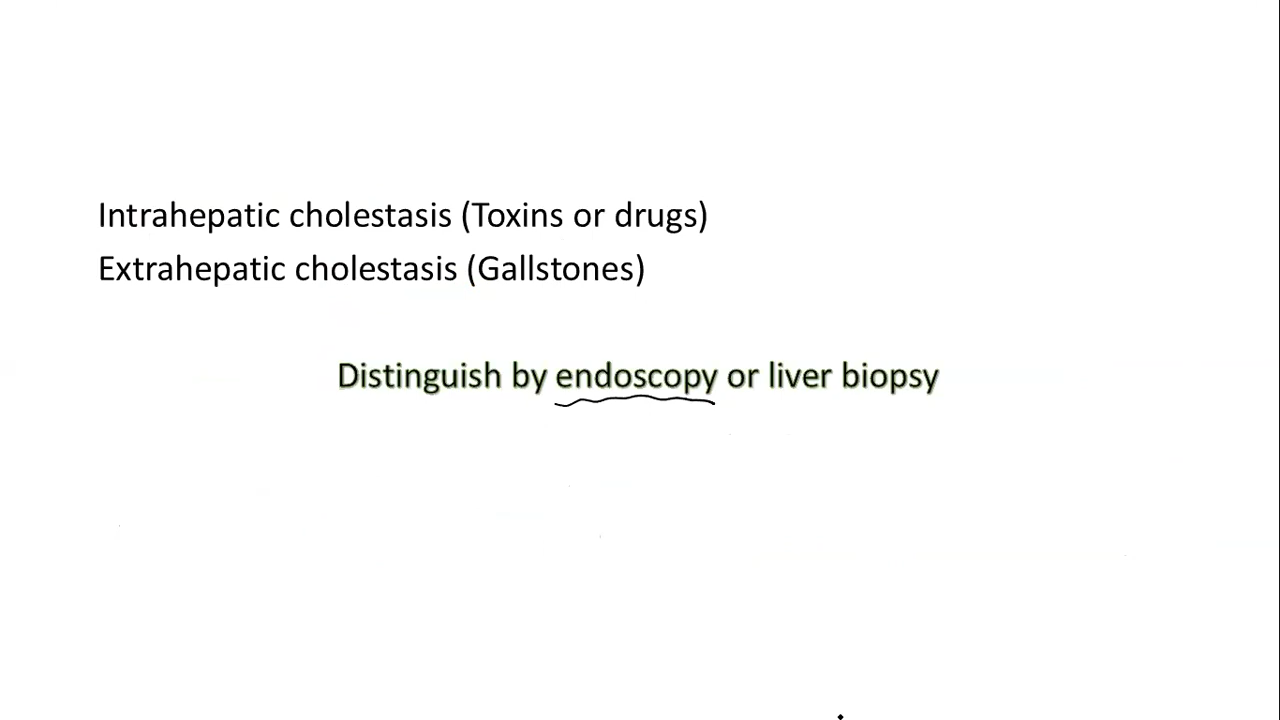 Intrahepatic cholestasis (Toxins or drugs)
Extrahepatic cholestasis (Gallstones)
Distinguish by endoscopy or liver biopsy